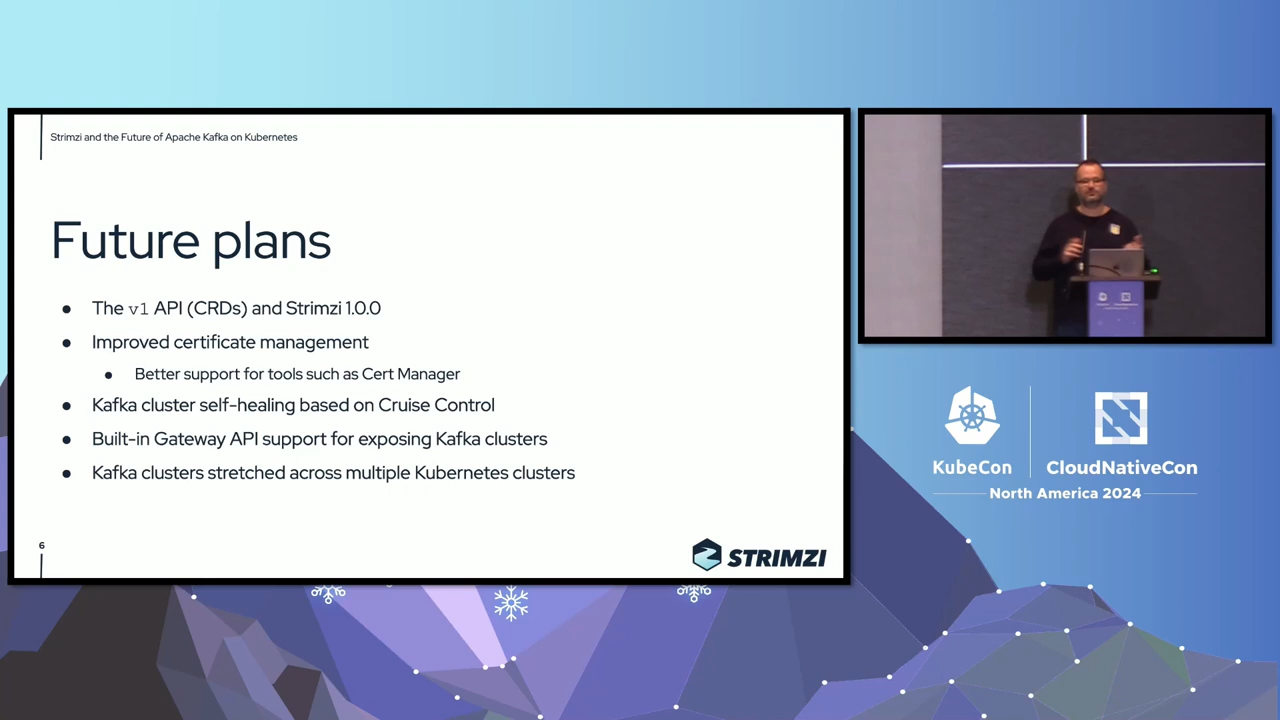 Strimzi and the Future of Apache Kafka on Kubernetes
Future plans
● The v1 API (CRDs) and Strimzi 1.0.0
● Improved certificate management
● Better support for tools such as Cert Manager
● Kafka cluster self-healing based on Cruise Control
● Built-in Gateway API support for exposing Kafka clusters
● Kafka clusters stretched across multiple Kubernetes clusters
6
STRIMZI
KubeCon
CloudNativeCon
North America 2024